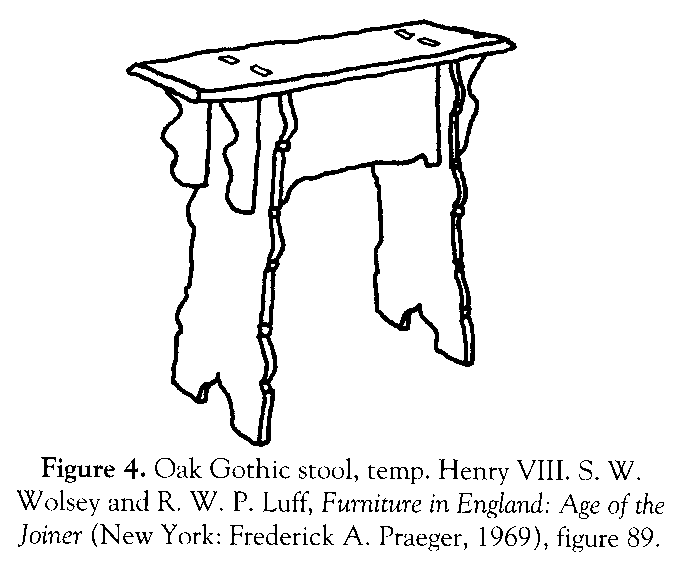 Figure 4. Oak Gothic stool, temp. Henry VIII. S. W.
Wolsey and R. W. P. Luff, Furniture in England: Age of the
Joiner (New York: Frederick A. Praeger, 1969), figure 89.